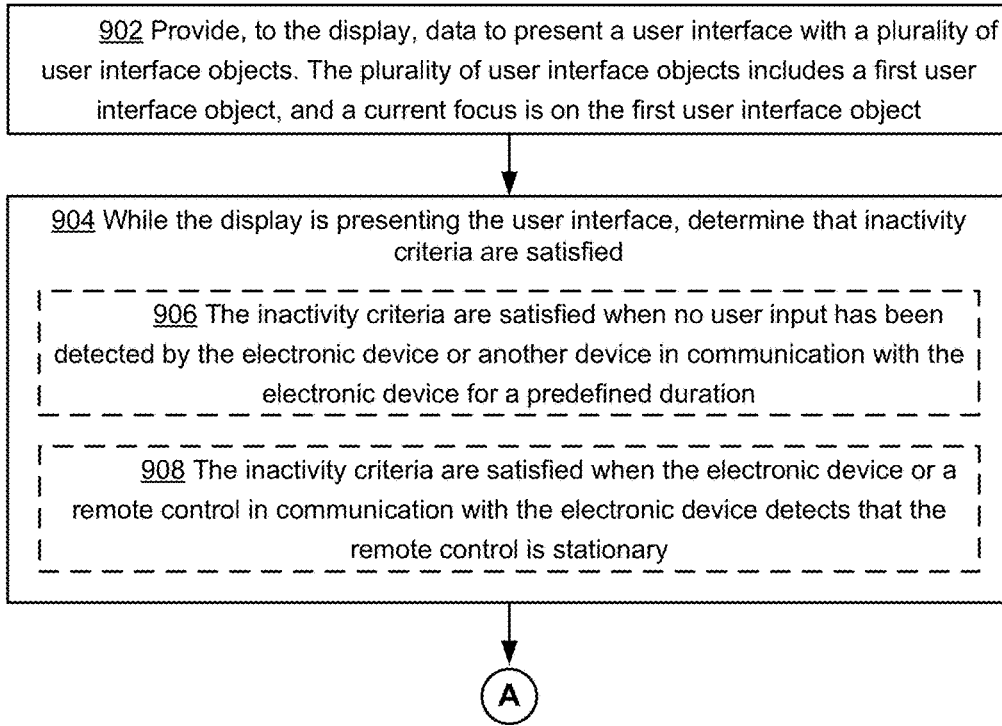 902 Provide, to the display, data to present a user interface with a plurality of
user interface objects. The plurality of user interface objects includes a first user
interface object, and a current focus is on the first user interface object
904 While the display is presenting the user interface, determine that inactivity
criteria are satisfied
906 The inactivity criteria are satisfied when no user input has been
detected by the electronic device or another device in communication with the
electronic device for a predefined duration
908 The inactivity criteria are satisfied when the electronic device or a
remote control in communication with the electronic device detects that the
remote control is stationary
A